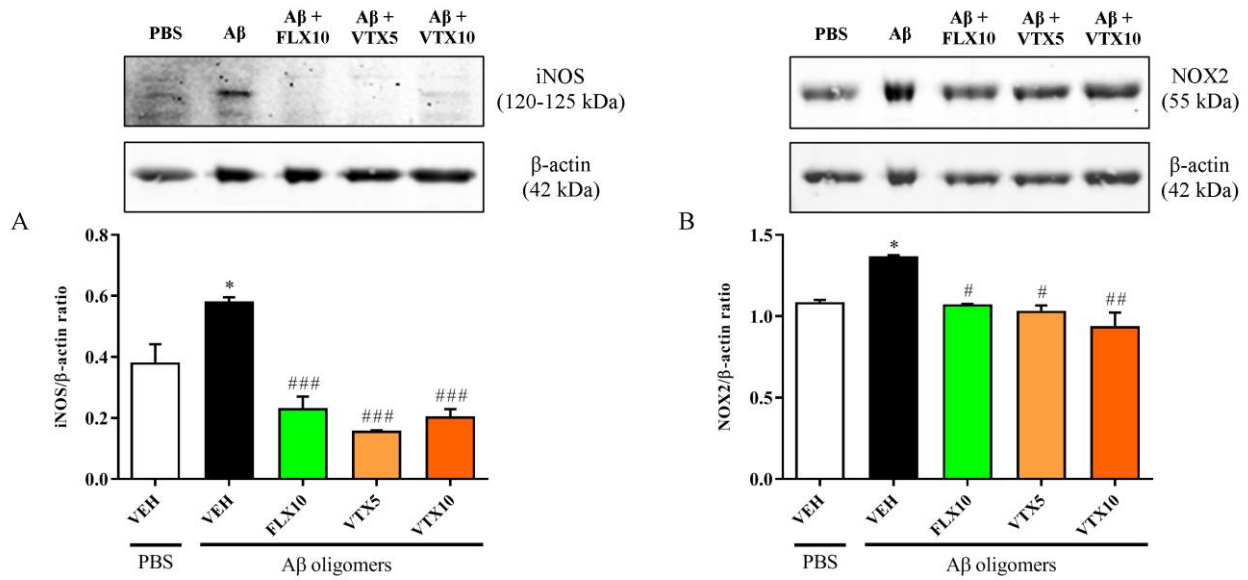 PBS Aβ Aβ + FLX10 Aβ + VTX5 Aβ + VTX10
iNOS
(120-125 kDa)
β-actin
(42 kDa)
A
iNOS/β-actin ratio
0.8
0.6
0.4
0.2
0.0
* ### ### ###
VEH VEH FLX10 VTX5 VTX10
PBS Aβ oligomers
PBS Aβ Aβ + FLX10 Aβ + VTX5 Aβ + VTX10
NOX2
(55 kDa)
β-actin
(42 kDa)
B
NOX2/β-actin ratio
1.5
1.0
0.5
0.0
* # # ##
VEH VEH FLX10 VTX5 VTX10
PBS Aβ oligomers